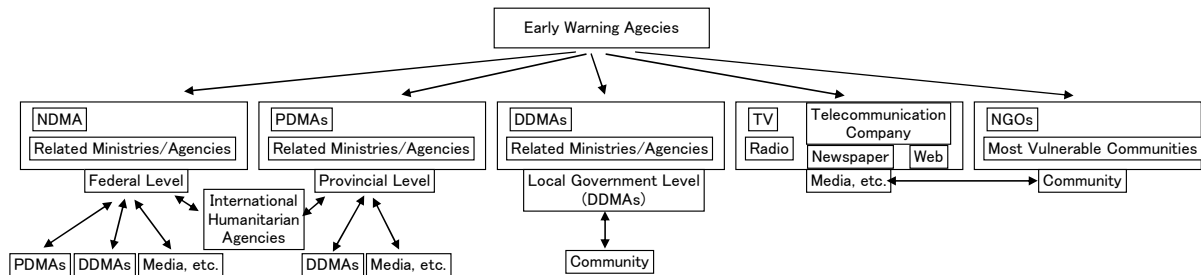 Early Warning Agecies
NDMA
Related Ministries/Agencies
Federal Level
PDMAs
Related Ministries/Agencies
Provincial Level
DDMAs
Related Ministries/Agencies
Local Government Level
(DDMAs)
TV
Radio
Telecommunication
Company
Newspaper
Web
Media, etc.
NGOs
Most Vulnerable Communities
Community
International
Humanitarian
Agencies
PDMAs
DDMAs
Media, etc.
DDMAs
Media, etc.
Community